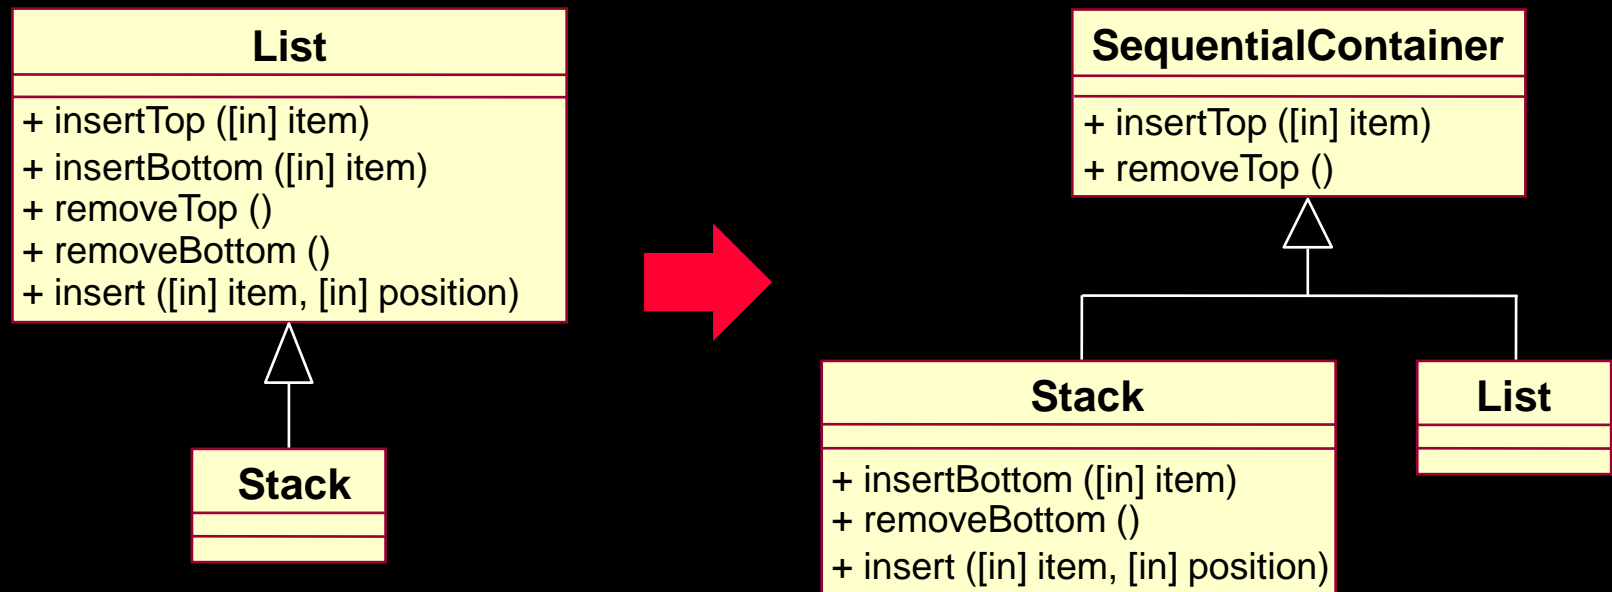 List
+ insertTop ([in] item)
+ insertBottom ([in] item)
+ removeTop ()
+ removeBottom ()
+ insert ([in] item, [in] position)
Stack
SequentialContainer
+ insertTop ([in] item)
+ removeTop ()
Stack
+ insertBottom ([in] item)
+ removeBottom ()
+ insert ([in] item, [in] position)
List